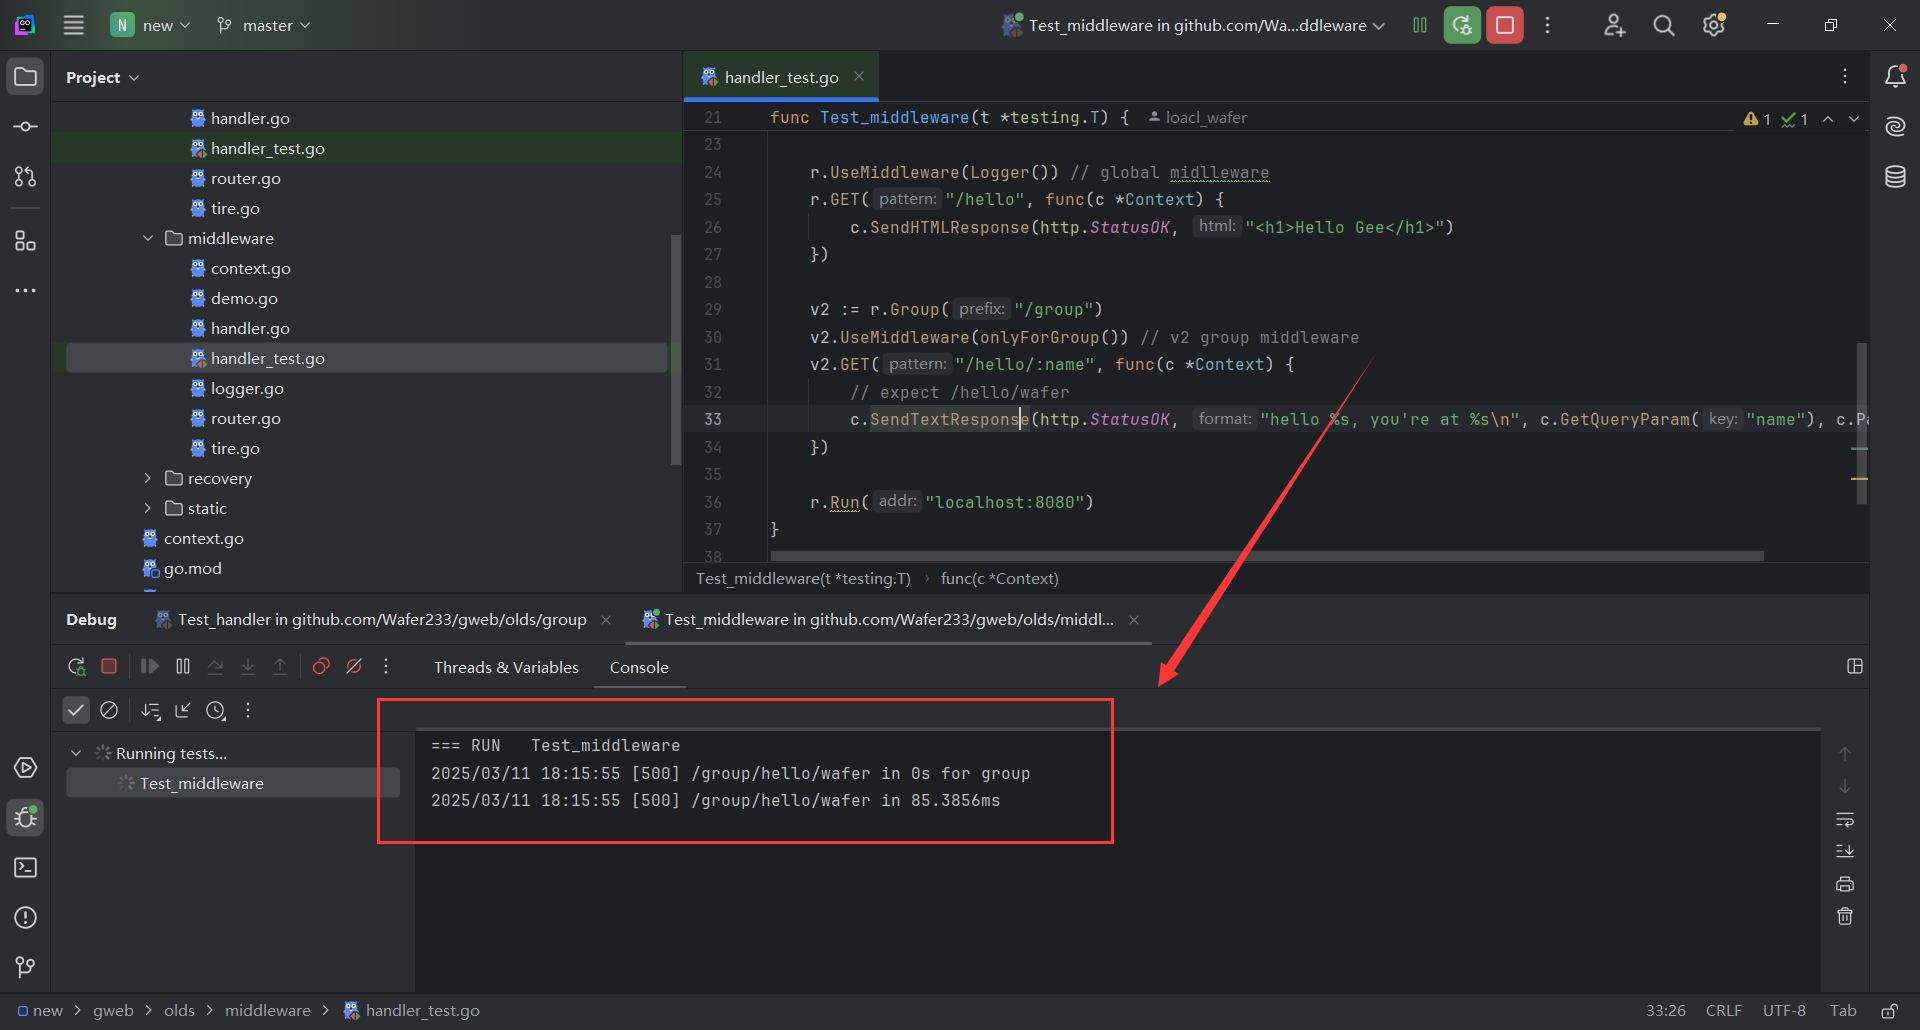 N new master Test_middleware in github.com/Wa...ddleware
Project
handler.go
handler_test.go
router.go
tire.go
middleware
context.go
demo.go
handler.go
handler_test.go
logger.go
router.go
tire.go
recovery
static
context.go
go.mod
handler_test.go
21 func Test_middleware(t *testing.T) { loacl_wafer
1 1
23
24 r.UseMiddleware(Logger()) // global midlleware
25 r.GET( pattern: "/hello", func(c *Context) {
26 c.SendHTMLResponse(http.StatusOK, html: "<h1>Hello Gee</h1>")
27 })
28
29 v2 := r.Group( prefix: "/group")
30 v2.UseMiddleware(onlyForGroup()) // v2 group middleware
31 v2.GET( pattern: "/hello/:name", func(c *Context) {
32 // expect /hello/wafer
33 c.SendTextResponse(http.StatusOK, format: "hello %s, you're at %s\n", c.GetQueryParam( key: "name"), c.Pa
34 })
35
36 r.Run( addr: "localhost:8080")
37 }
38
Test_middleware(t *testing.T) › func(c *Context)
Debug Test_handler in github.com/Wafer233/gweb/olds/group Test_middleware in github.com/Wafer233/gweb/olds/middl...
Threads & Variables Console
Running tests...
Test_middleware
=== RUN   Test_middleware
2025/03/11 18:15:55 [500] /group/hello/wafer in 0s for group
2025/03/11 18:15:55 [500] /group/hello/wafer in 85.3856ms
new > gweb > olds > middleware > handler_test.go
33:26 CRLF UTF-8 Tab